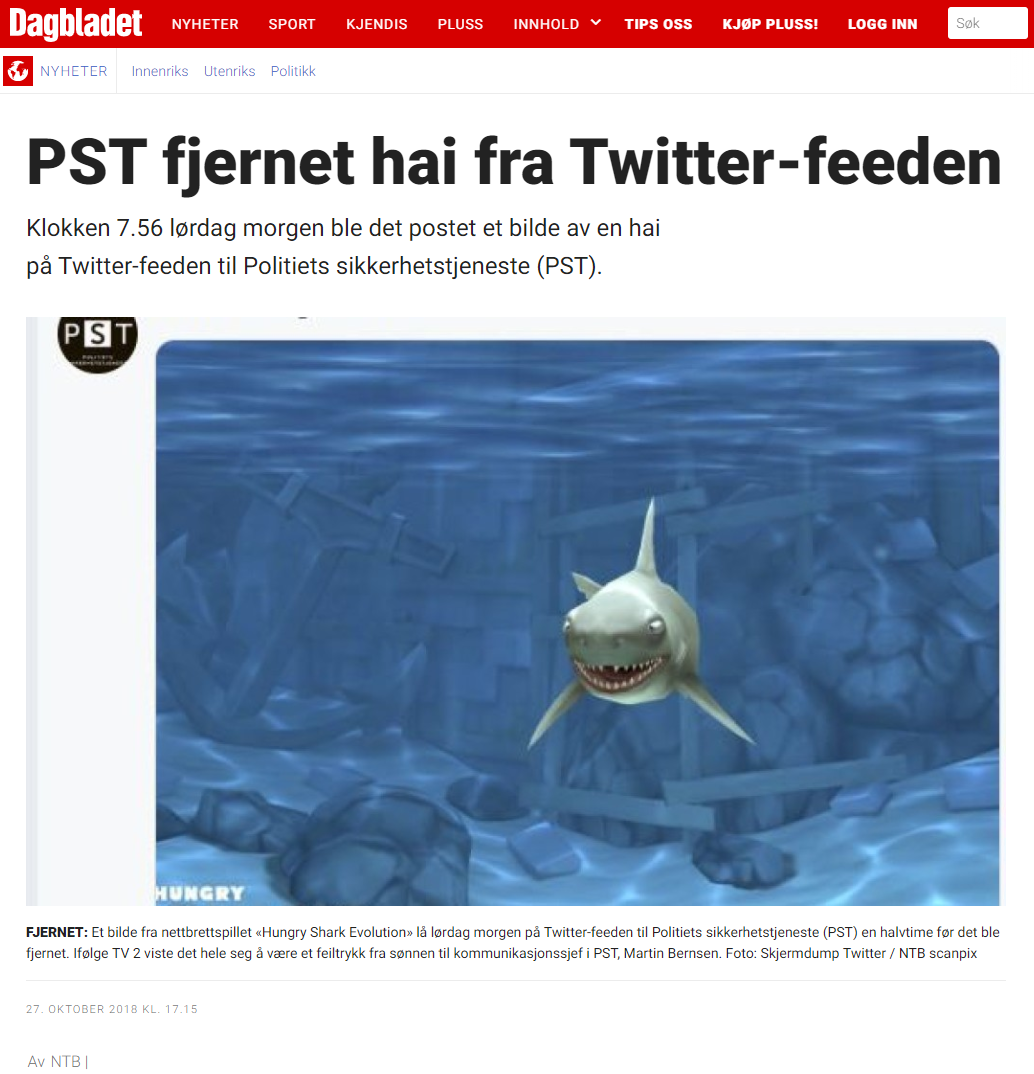 Dagbladet NYHETER SPORT KJENDIS PLUSS INNHOLD TIPS OSS KJØP PLUSS! LOGG INN Søk
NYHETER Innenriks Utenriks Politikk
PST fjernet hai fra Twitter-feeden
Klokken 7.56 lørdag morgen ble det postet et bilde av en hai
på Twitter-feeden til Politiets sikkerhetstjeneste (PST).
PST
HUNGRY
FJERNET: Et bilde fra nettbrettspillet «Hungry Shark Evolution» lå lørdag morgen på Twitter-feeden til Politiets sikkerhetstjeneste (PST) en halvtime før det ble
fjernet. Ifølge TV 2 viste det hele seg å være et feiltrykk fra sønnen til kommunikasjonssjef i PST, Martin Bernsen. Foto: Skjermdump Twitter / NTB scanpix
27. OKTOBER 2018 KL. 17.15
Av NTB |